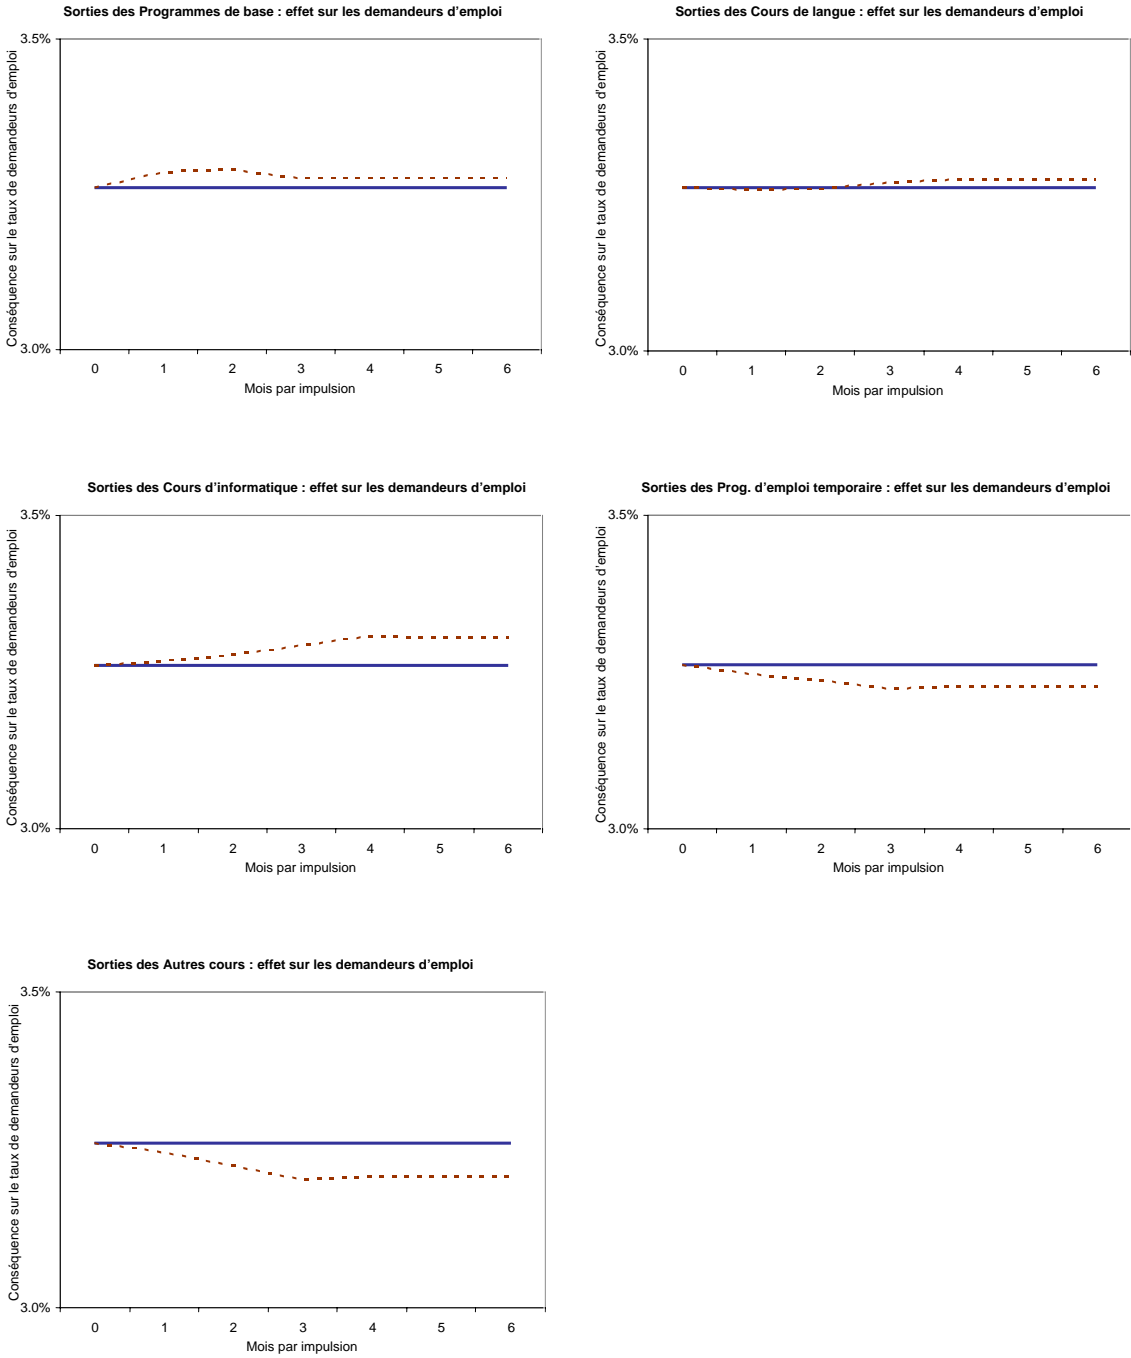 Sorties des Programmes de base : effet sur les demandeurs d'emploi
Conséquence sur le taux de demandeurs d'emploi
3.5%
3.0%
0 1 2 3 4 5 6
Mois par impulsion
Sorties des Cours de langue : effet sur les demandeurs d'emploi
Conséquence sur le taux de demandeurs d'emploi
3.5%
3.0%
0 1 2 3 4 5 6
Mois par impulsion
Sorties des Cours d'informatique : effet sur les demandeurs d'emploi
Conséquence sur le taux de demandeurs d'emploi
3.5%
3.0%
0 1 2 3 4 5 6
Mois par impulsion
Sorties des Prog. d'emploi temporaire : effet sur les demandeurs d'emploi
Conséquence sur le taux de demandeurs d'emploi
3.5%
3.0%
0 1 2 3 4 5 6
Mois par impulsion
Sorties des Autres cours : effet sur les demandeurs d'emploi
Conséquence sur le taux de demandeurs d'emploi
3.5%
3.0%
0 1 2 3 4 5 6
Mois par impulsion